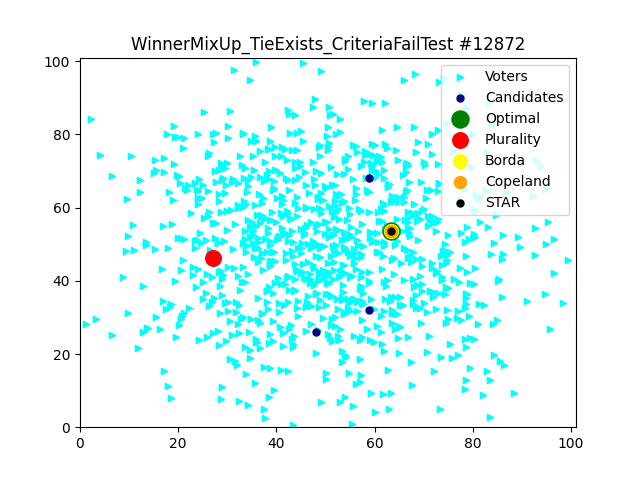 WinnerMixUp_TieExists_CriteriaFailTest #12872
100
80
60
40
20
0
0
20
40
60
80
100
Voters
Candidates
Optimal
Plurality
Borda
Copeland
STAR